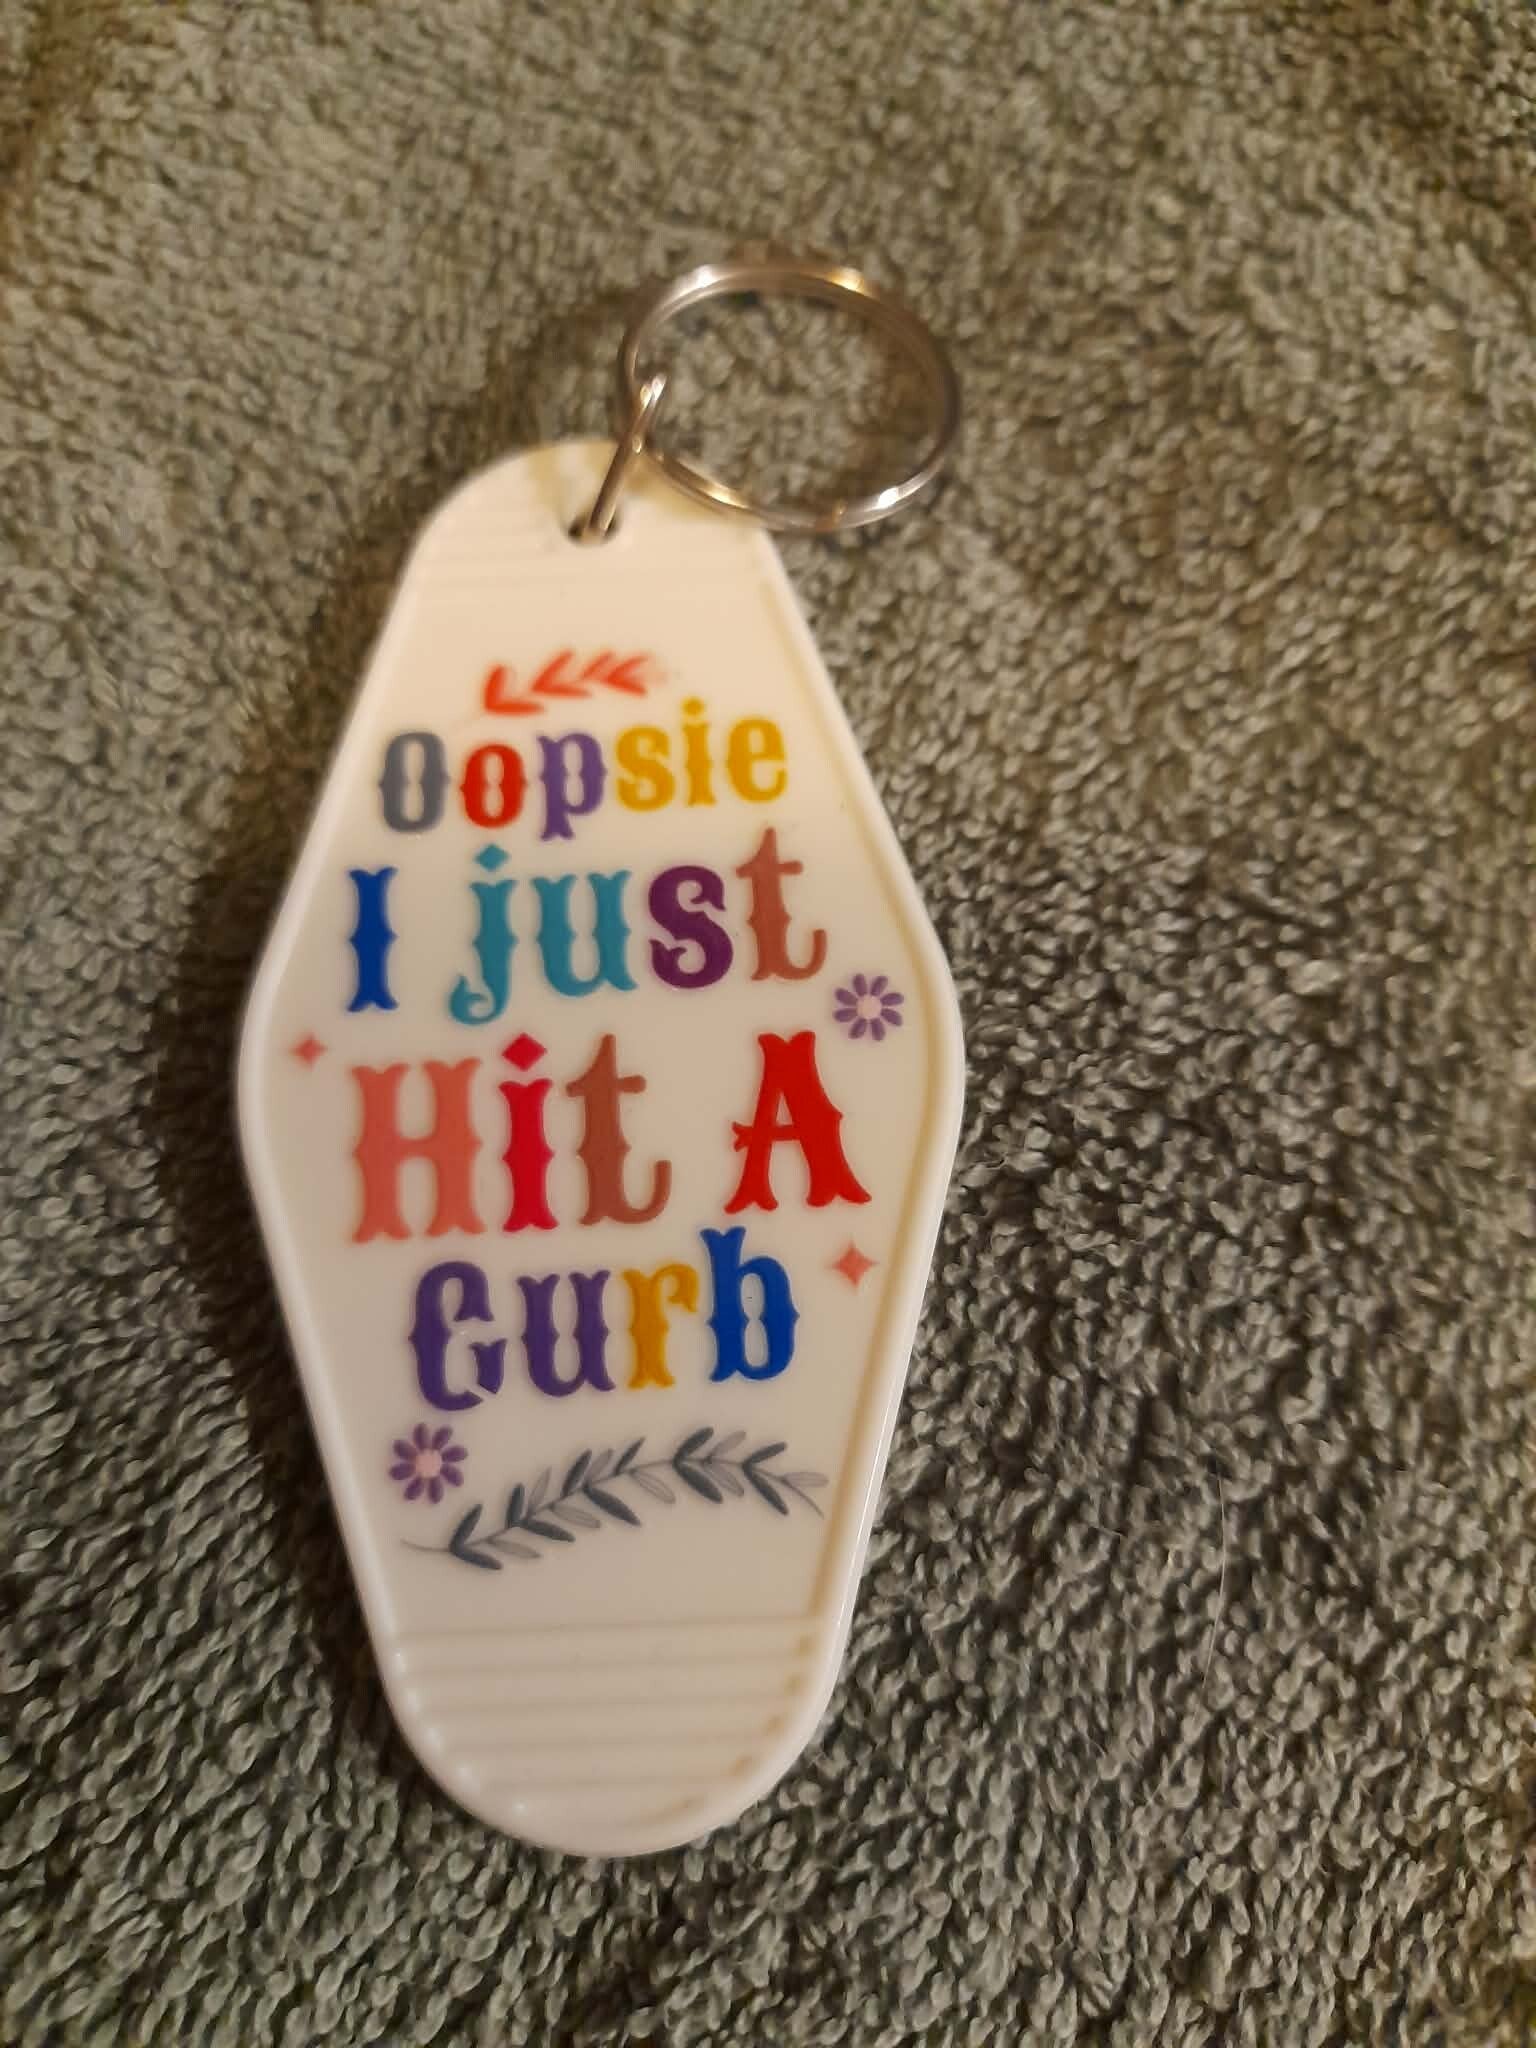 Oopsie
I just
Hit A
Curb